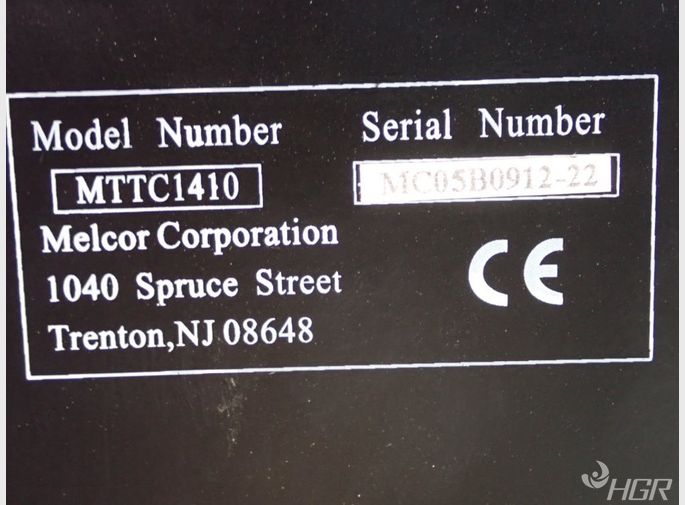 Model Number
Serial Number
MTTC1410
MC05B0912-22
Melcor Corporation
1040 Spruce Street
CE
Trenton,NJ 08648
HGR